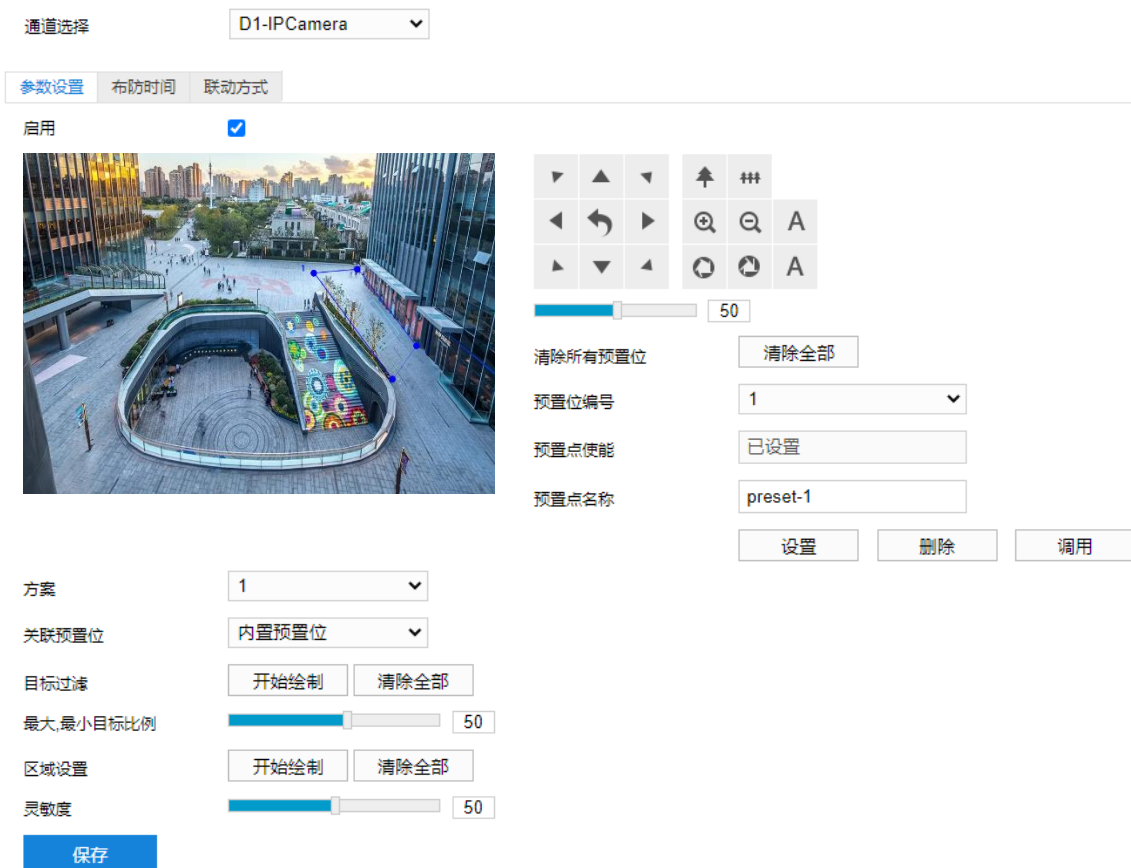 通道选择 D1-IPCamera
参数设置 布防时间 联动方式
启用
1
A
A
50
清除所有预置位 清除全部
预置位编号 1
预置点使能 已设置
预置点名称 preset-1
设置 删除 调用
方案 1
关联预置位 内置预置位
目标过滤 开始绘制 清除全部
最大,最小目标比例 50
区域设置 开始绘制 清除全部
灵敏度 50
保存